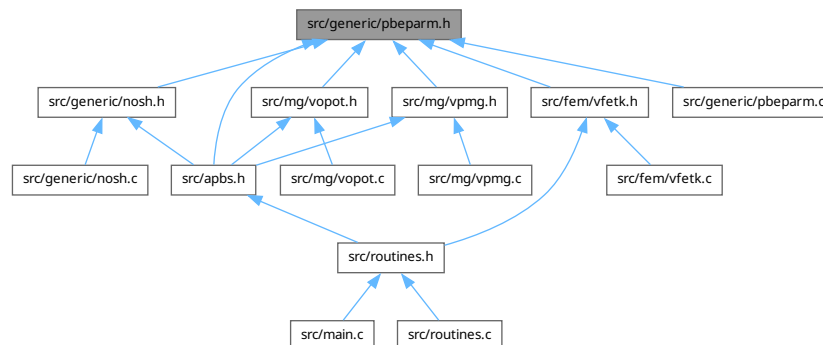 src/generic/pbeparm.h
src/generic/nosh.h
src/mg/vopot.h
src/mg/vpmg.h
src/fem/vfetk.h
src/generic/pbeparm.c
src/generic/nosh.c
src/apbs.h
src/mg/vopot.c
src/mg/vpmg.c
src/fem/vfetk.c
src/routines.h
src/main.c
src/routines.c